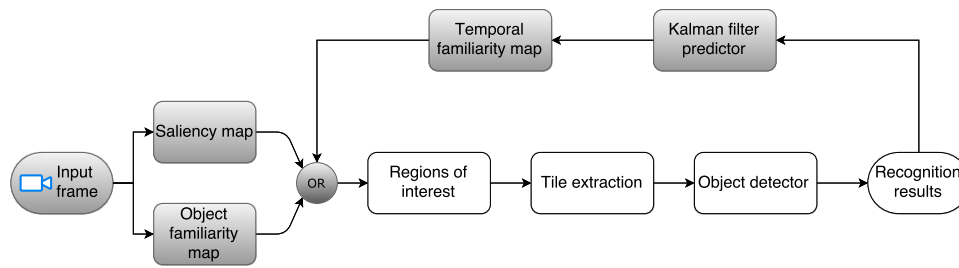 Temporal
familiarity map
Kalman filter
predictor
Saliency map
Input
frame
OR
Regions of
interest
Tile extraction
Object detector
Recognition
results
Object
familiarity
map